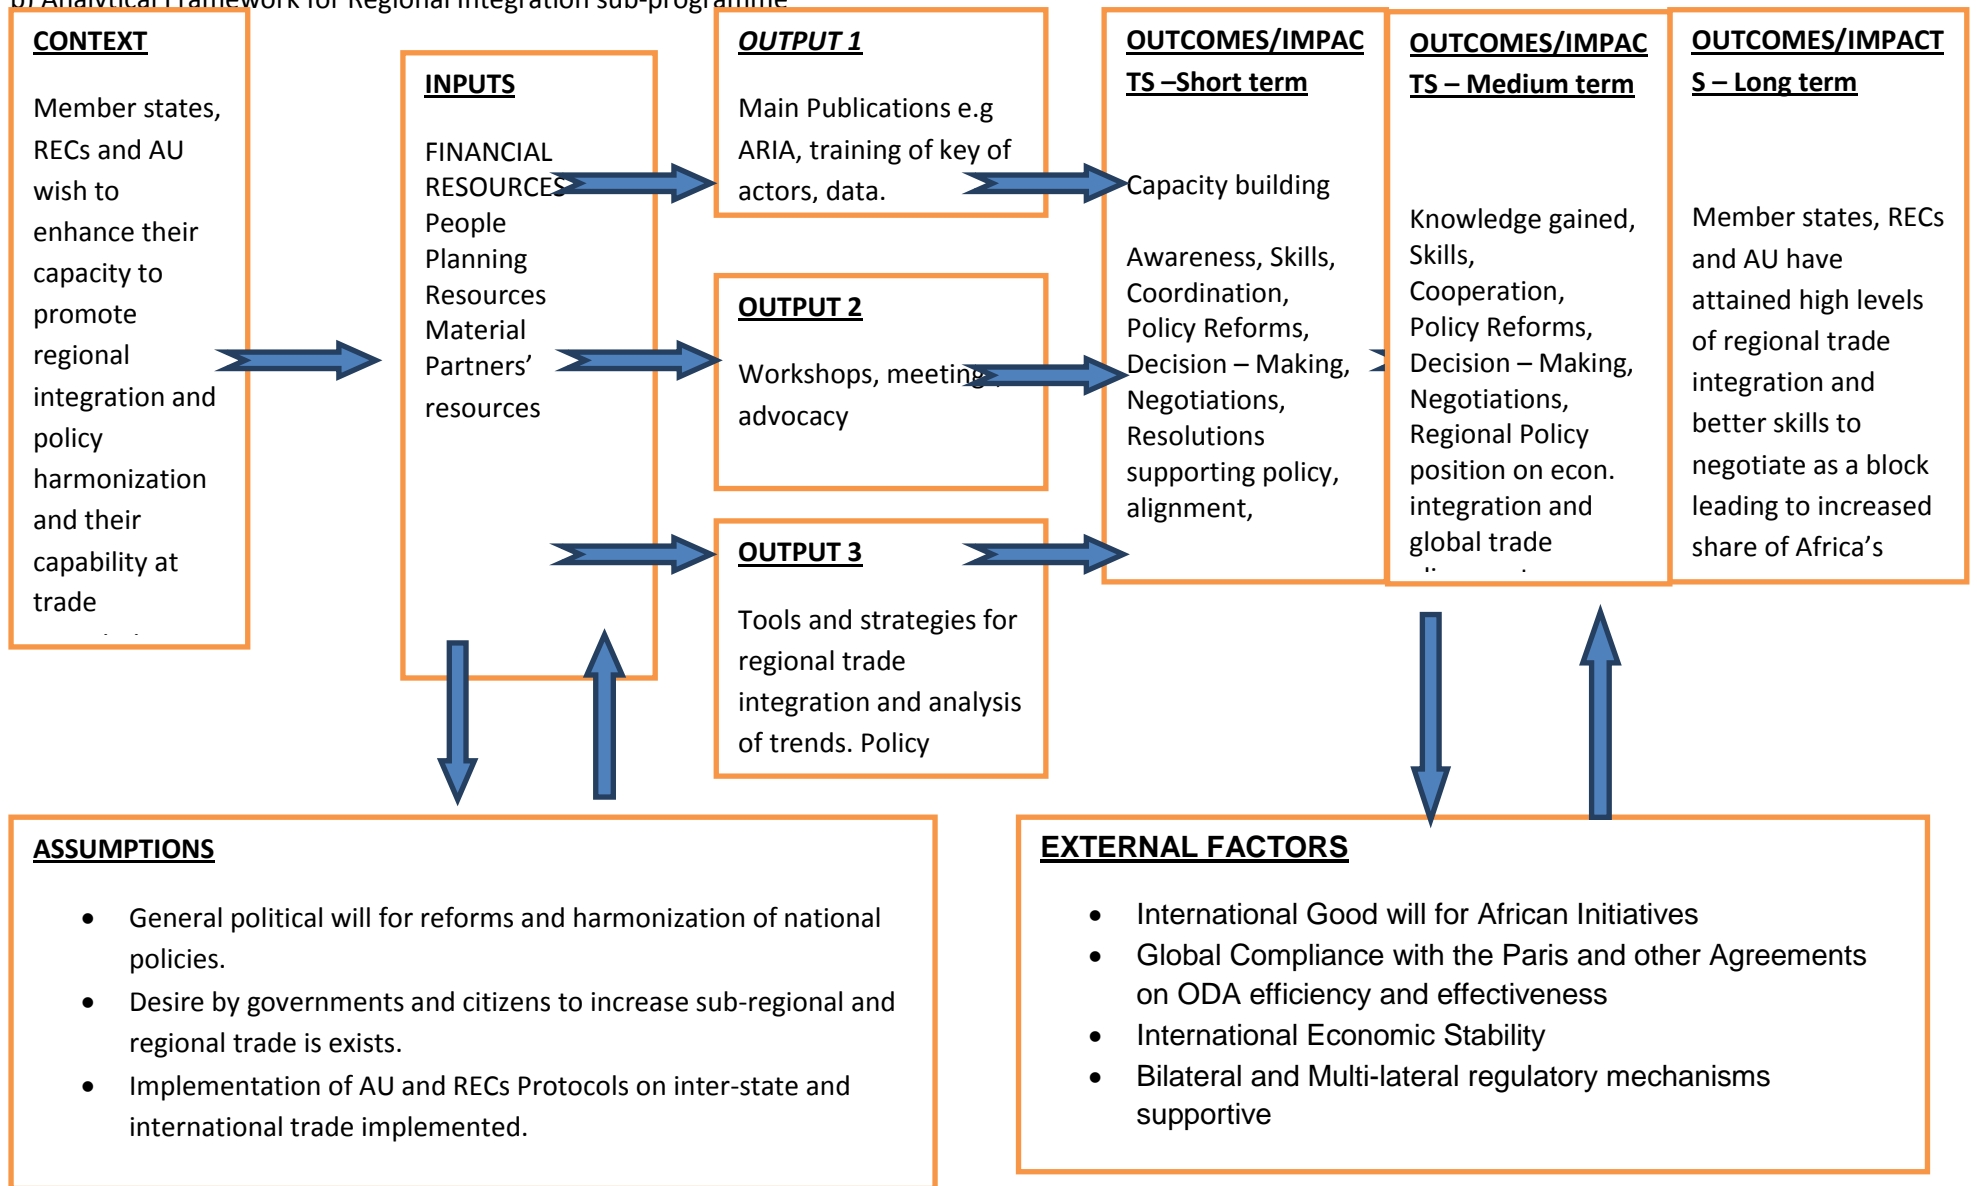 b) Analytical Framework for Regional Integration sub-programme
CONTEXT
Member states,
RECs and AU
wish to
enhance their
capacity to
promote
regional
integration and
policy
harmonization
and their
capability at
trade
INPUTS
FINANCIAL
RESOURCES
People
Planning
Resources
Material
Partners’
resources
OUTPUT 1
Main Publications e.g
ARIA, training of key of
actors, data.
OUTPUT 2
Workshops, meetings,
advocacy
OUTPUT 3
Tools and strategies for
regional trade
integration and analysis
of trends. Policy
OUTCOMES/IMPAC
TS –Short term
Capacity building
Awareness, Skills,
Coordination,
Policy Reforms,
Decision – Making,
Negotiations,
Resolutions
supporting policy,
alignment,
OUTCOMES/IMPAC
TS – Medium term
Knowledge gained,
Skills,
Cooperation,
Policy Reforms,
Decision – Making,
Negotiations,
Regional Policy
position on econ.
integration and
global trade
OUTCOMES/IMPACT
S – Long term
Member states, RECs
and AU have
attained high levels
of regional trade
integration and
better skills to
negotiate as a block
leading to increased
share of Africa’s
ASSUMPTIONS
• General political will for reforms and harmonization of national
policies.
• Desire by governments and citizens to increase sub-regional and
regional trade is exists.
• Implementation of AU and RECs Protocols on inter-state and
international trade implemented.
EXTERNAL FACTORS
• International Good will for African Initiatives
• Global Compliance with the Paris and other Agreements
on ODA efficiency and effectiveness
• International Economic Stability
• Bilateral and Multi-lateral regulatory mechanisms
supportive